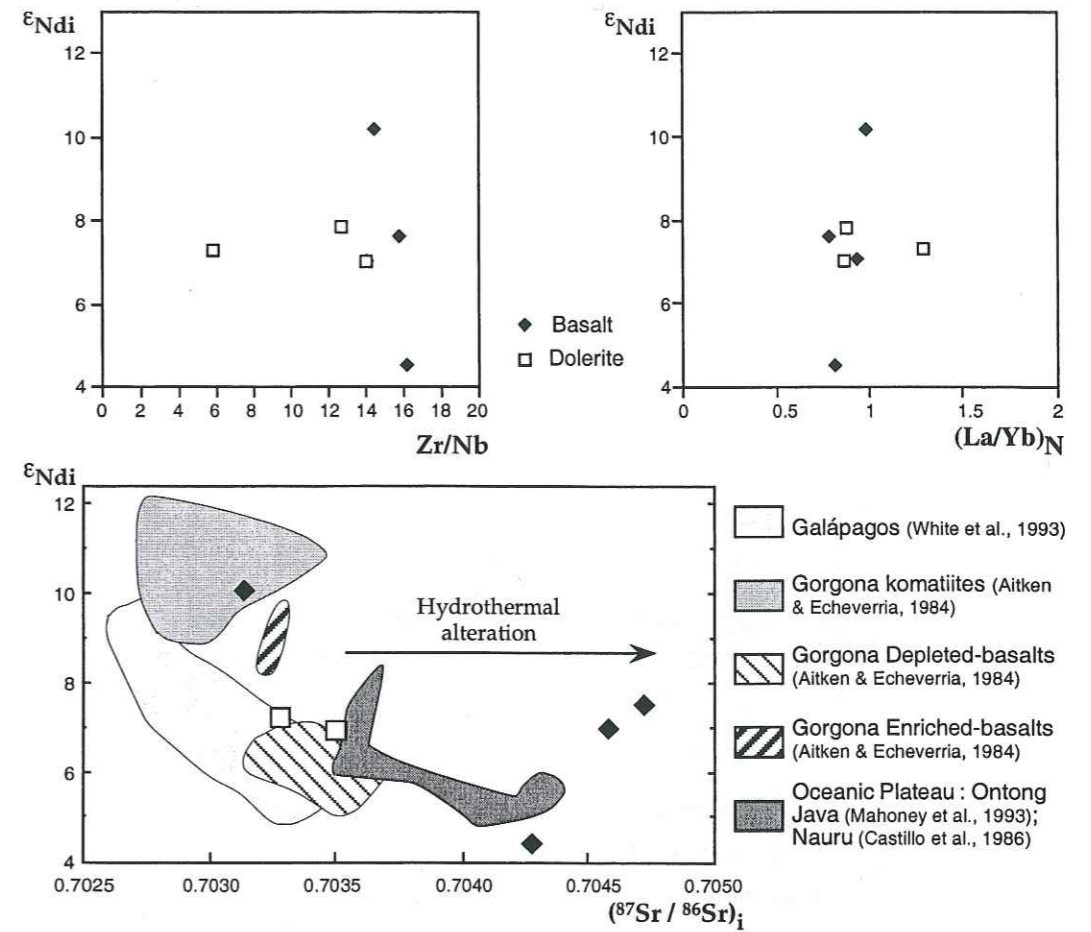 εNdi
12
10
8
6
4
0 2 4 6 8 10 12 14 16 18 20
Zr/Nb
εNdi
12
10
8
6
4
0 0.5 1 1.5 2
(La/Yb)N
Basalt
Dolerite
εNdi
12
10
8
6
4
0.7025 0.7030 0.7035 0.7040 0.7045 0.7050
(87Sr / 86Sr)i
Hydrothermal
alteration
Galápagos (White et al., 1993)
Gorgona komatiites (Aitken
& Echeverria, 1984)
Gorgona Depleted-basalts
(Aitken & Echeverria, 1984)
Gorgona Enriched-basalts
(Aitken & Echeverria, 1984)
Oceanic Plateau : Ontong
Java (Mahoney et al., 1993);
Nauru (Castillo et al., 1986)